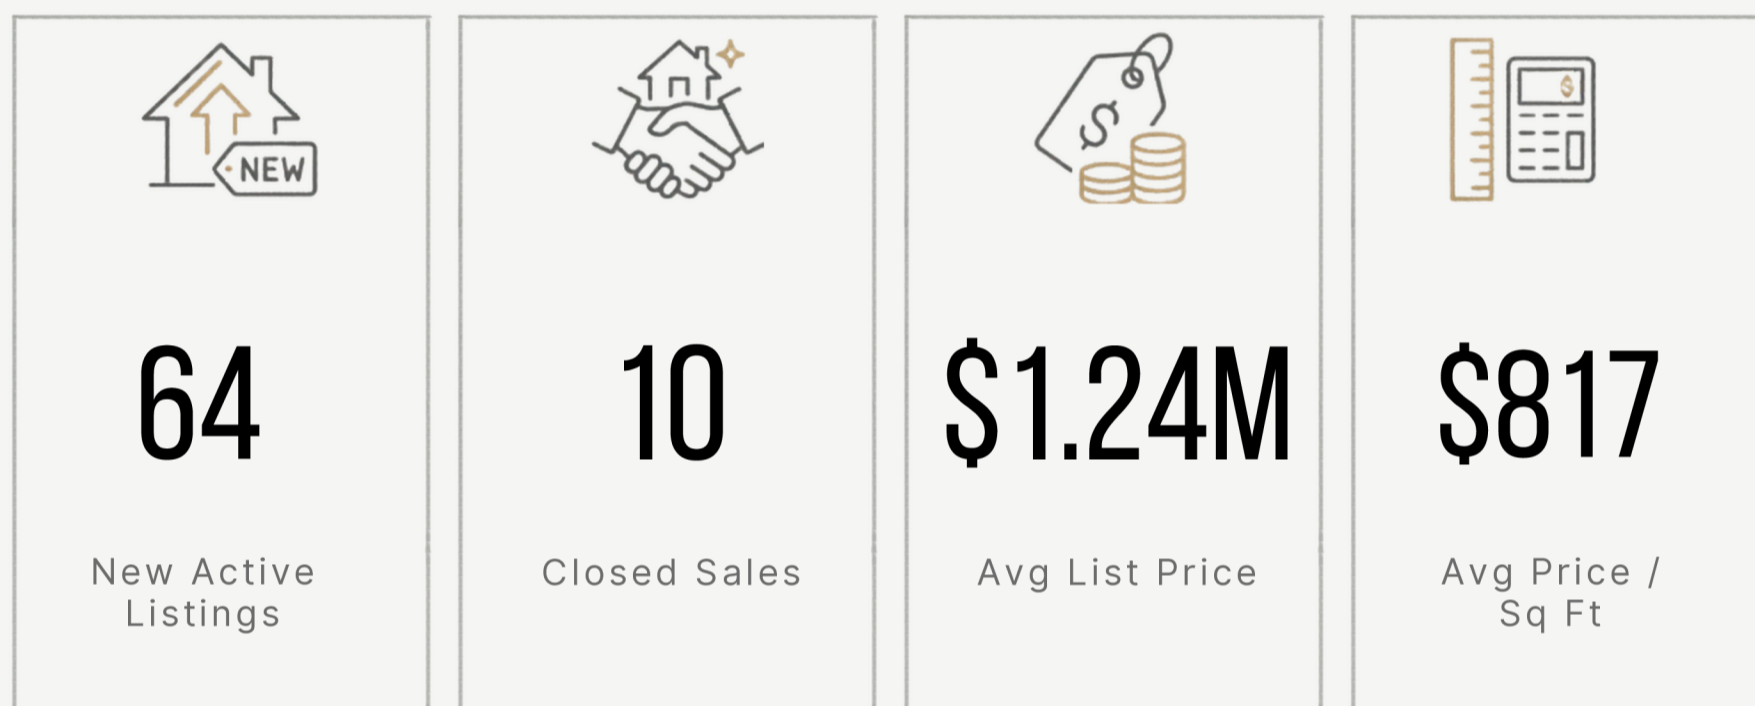 NEW
$
$
64
10
$1.24M
$817
New Active
Listings
Closed Sales
Avg List Price
Avg Price /
Sq Ft